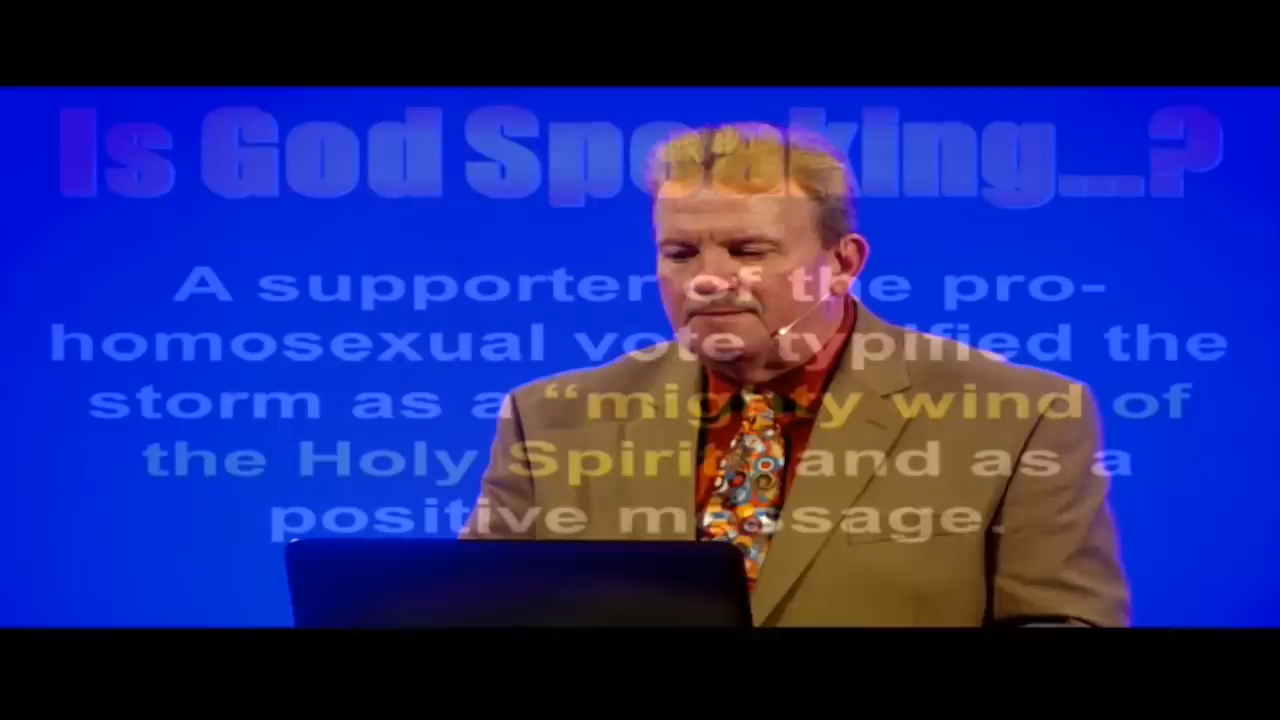 Is God Speaking...?
A supporter of the pro-
homosexual vote typified the
storm as a “mighty wind of
the Holy Spirit” and as a
positive message.